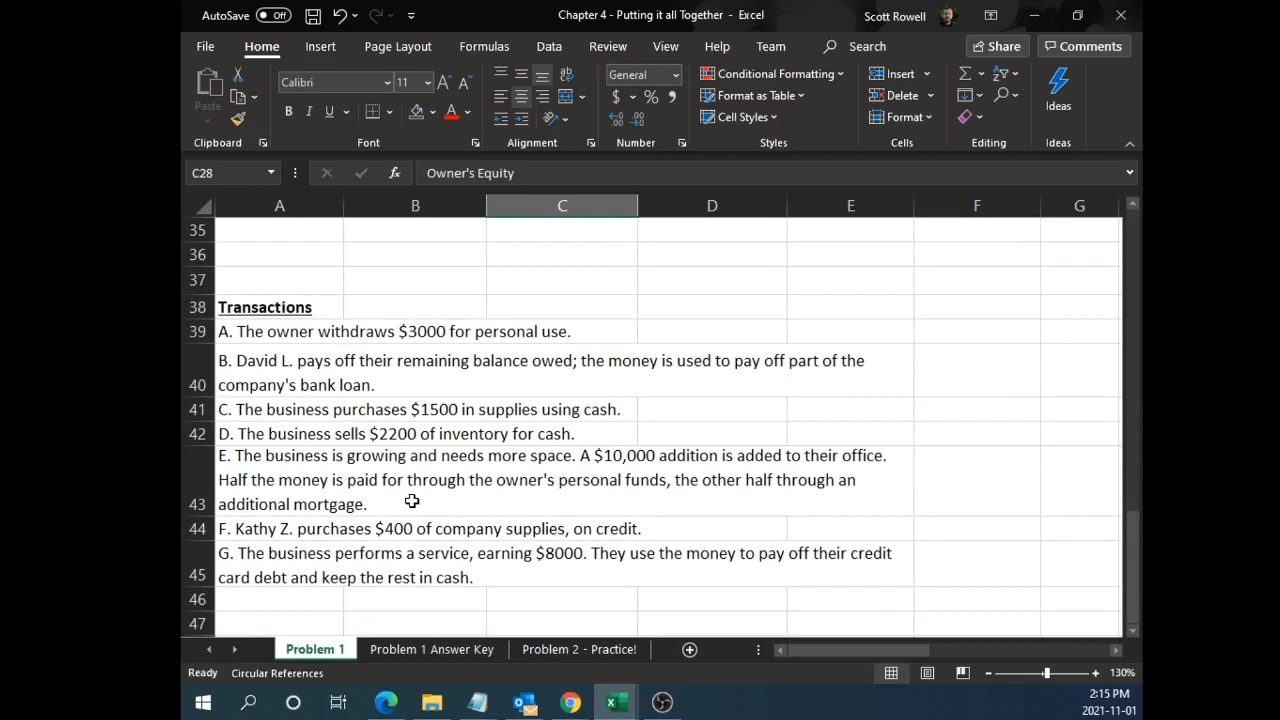 AutoSave Off
Chapter 4 - Putting it all Together - Excel
Scott Rowell
File Home Insert Page Layout Formulas Data Review View Help Team Search Share Comments
Paste
Calibri 11
B I U
A A
General
$ % ,
Conditional Formatting
Format as Table
Cell Styles
Insert
Delete
Format
Ideas
Clipboard Font Alignment Number Styles Cells Editing Ideas
C28 fx Owner's Equity
A B C D E F G
35
36
37
38 Transactions
39 A. The owner withdraws $3000 for personal use.
B. David L. pays off their remaining balance owed; the money is used to pay off part of the
40 company's bank loan.
41 C. The business purchases $1500 in supplies using cash.
42 D. The business sells $2200 of inventory for cash.
E. The business is growing and needs more space. A $10,000 addition is added to their office.
Half the money is paid for through the owner's personal funds, the other half through an
43 additional mortgage.
44 F. Kathy Z. purchases $400 of company supplies, on credit.
G. The business performs a service, earning $8000. They use the money to pay off their credit
45 card debt and keep the rest in cash.
46
47
Problem 1 Problem 1 Answer Key Problem 2 - Practice!
Ready Circular References 130%
2:15 PM
2021-11-01